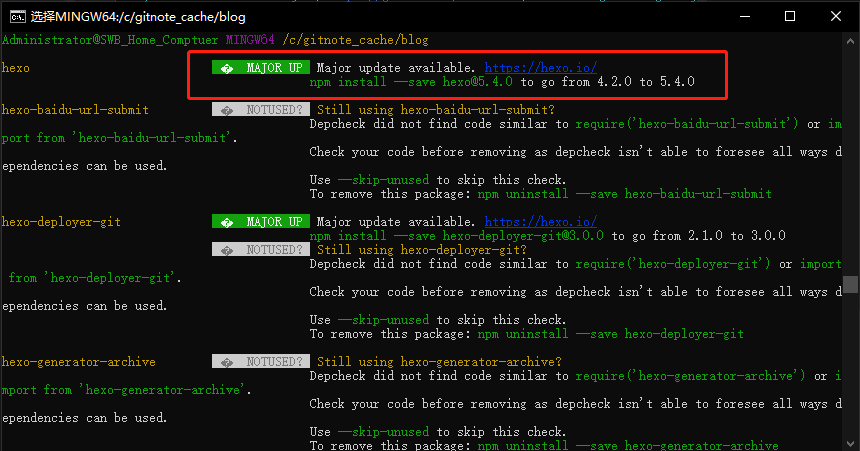 选择MINGW64:/c/gitnote_cache/blog
Administrator@SWB_Home_Comptuer MINGW64 /c/gitnote_cache/blog
hexo MAJOR UP Major update available. https://hexo.io/
npm install --save hexo@5.4.0 to go from 4.2.0 to 5.4.0
hexo-baidu-url-submit NOTUSED? Still using hexo-baidu-url-submit?
Depcheck did not find code similar to require('hexo-baidu-url-submit') or im
port from 'hexo-baidu-url-submit'.
Check your code before removing as depcheck isn't able to foresee all ways d
ependencies can be used.
Use --skip-unused to skip this check.
To remove this package: npm uninstall --save hexo-baidu-url-submit
hexo-deployer-git MAJOR UP Major update available. https://hexo.io/
npm install --save hexo-deployer-git@3.0.0 to go from 2.1.0 to 3.0.0
NOTUSED? Still using hexo-deployer-git?
Depcheck did not find code similar to require('hexo-deployer-git') or import
from 'hexo-deployer-git'.
Check your code before removing as depcheck isn't able to foresee all ways d
ependencies can be used.
Use --skip-unused to skip this check.
To remove this package: npm uninstall --save hexo-deployer-git
hexo-generator-archive NOTUSED? Still using hexo-generator-archive?
Depcheck did not find code similar to require('hexo-generator-archive') or i
mport from 'hexo-generator-archive'.
Check your code before removing as depcheck isn't able to foresee all ways d
ependencies can be used.
Use --skip-unused to skip this check.
To remove this package: npm uninstall --save hexo-generator-archive